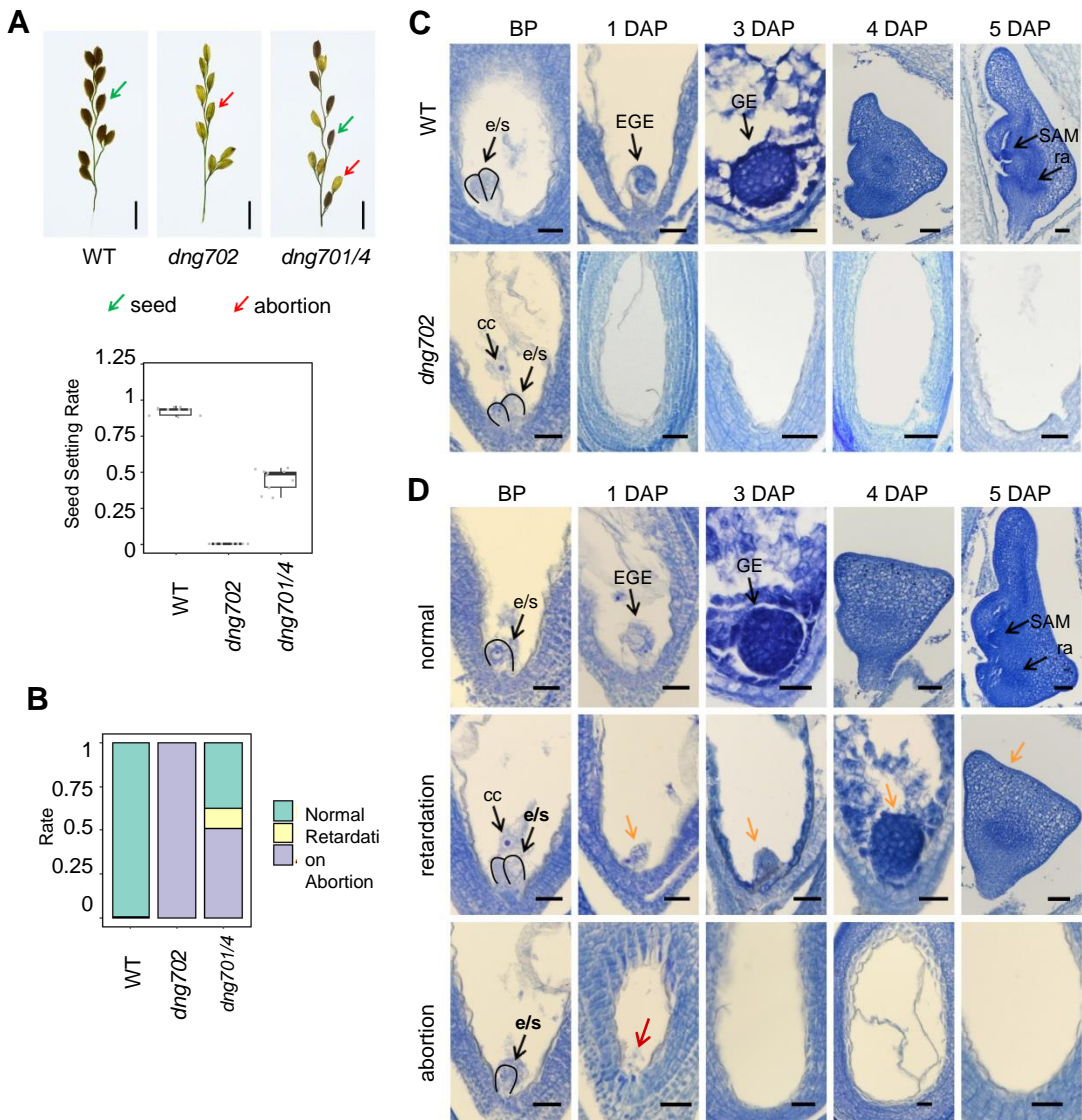 A
WT
dng702
dng701/4
seed
abortion
Seed Setting Rate
1.25
1
0.75
0.5
0.25
0
WT
dng702
dng701/4
B
Rate
1
0.75
0.5
0.25
0
WT
dng702
dng701/4
Normal
Retardati
on
Abortion
C
BP
1 DAP
3 DAP
4 DAP
5 DAP
WT
e/s
EGE
GE
SAM
ra
dng702
cc
e/s
D
BP
1 DAP
3 DAP
4 DAP
5 DAP
normal
e/s
EGE
GE
SAM
ra
retardation
cc
e/s
abortion
e/s